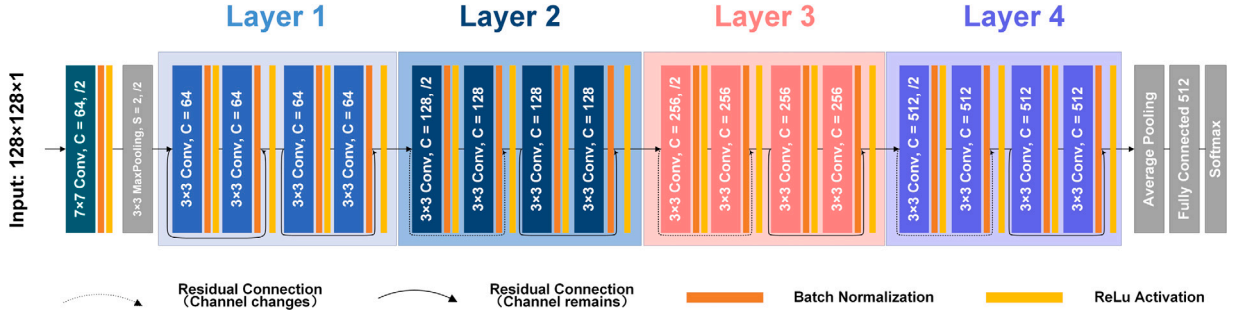 Layer 1
Layer 2
Layer 3
Layer 4
Input: 128×128×1
7×7 Conv, C = 64, /2
3×3 MaxPooling, S = 2, /2
3×3 Conv, C = 64
3×3 Conv, C = 64
3×3 Conv, C = 64
3×3 Conv, C = 64
3×3 Conv, C = 128, /2
3×3 Conv, C = 128
3×3 Conv, C = 128
3×3 Conv, C = 128
3×3 Conv, C = 256, /2
3×3 Conv, C = 256
3×3 Conv, C = 256
3×3 Conv, C = 256
3×3 Conv, C = 512, /2
3×3 Conv, C = 512
3×3 Conv, C = 512
3×3 Conv, C = 512
Average Pooling
Fully Connected 512
Softmax
Residual Connection
（Channel changes）
Residual Connection
(Channel remains)
Batch Normalization
ReLu Activation